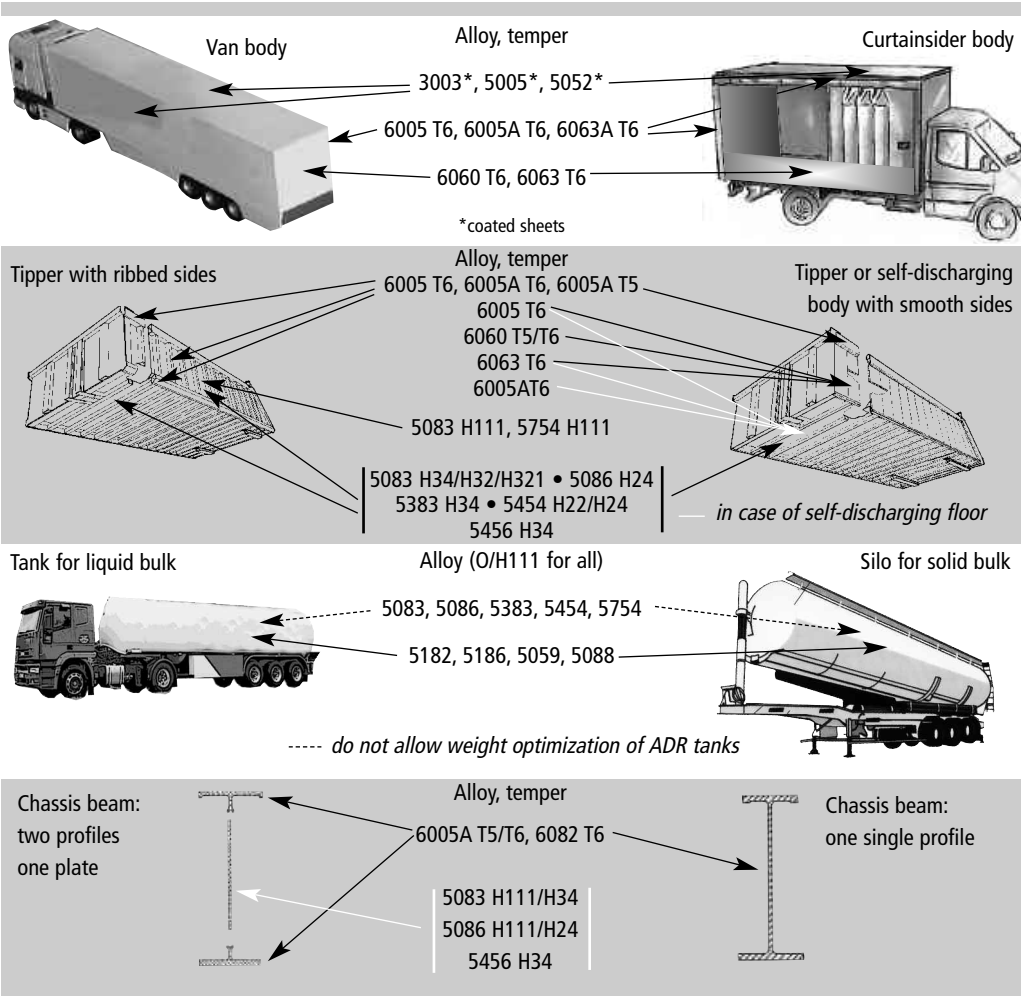 Van body
Alloy, temper
Curtainsider body
3003*, 5005*, 5052*
6005 T6, 6005A T6, 6063A T6
6060 T6, 6063 T6
*coated sheets
Tipper with ribbed sides
Alloy, temper
Tipper or self-discharging
body with smooth sides
6005 T6, 6005A T6, 6005A T5
6005 T6
6060 T5/T6
6063 T6
6005AT6
5083 H111, 5754 H111
5083 H34/H32/H321 • 5086 H24
5383 H34 • 5454 H22/H24
5456 H34
in case of self-discharging floor
Tank for liquid bulk
Alloy (O/H111 for all)
Silo for solid bulk
5083, 5086, 5383, 5454, 5754
5182, 5186, 5059, 5088
----- do not allow weight optimization of ADR tanks
Chassis beam:
two profiles
one plate
Alloy, temper
Chassis beam:
one single profile
6005A T5/T6, 6082 T6
5083 H111/H34
5086 H111/H24
5456 H34